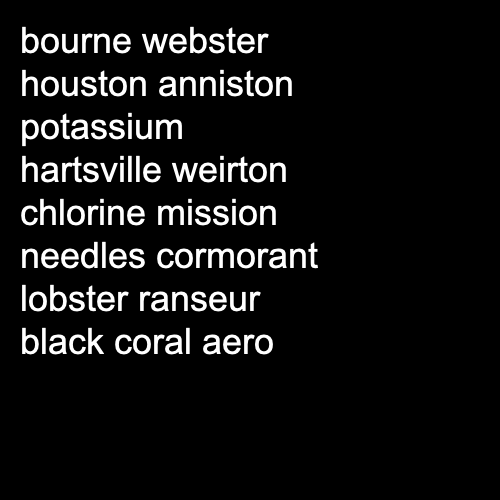 bourne webster
houston anniston
potassium
hartsville weirton
chlorine mission
needles cormorant
lobster ranseur
black coral aero